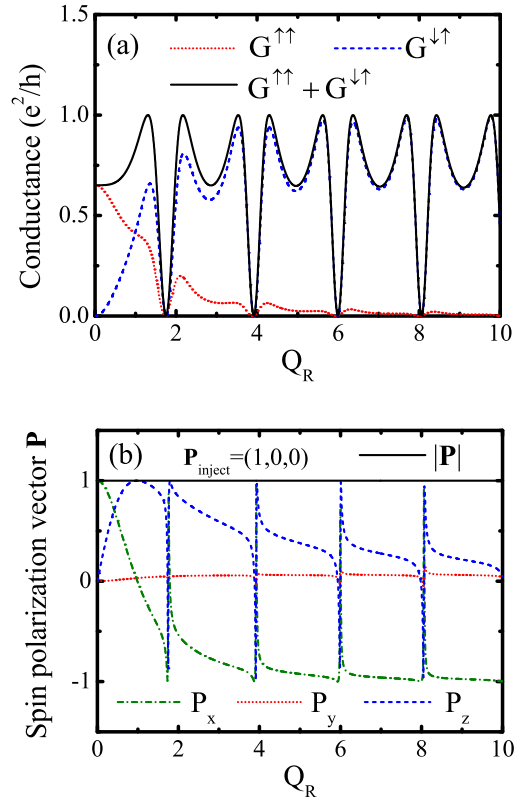 (a) G↑↑ G↓↑
G↑↑ + G↓↑
Conductance (e²/h)
1.5
1.0
0.5
0.0
0 2 4 6 8 10
Q_R
(b) P_inject=(1,0,0) |P|
Spin polarization vector P
1
0
-1
P_x P_y P_z
0 2 4 6 8 10
Q_R